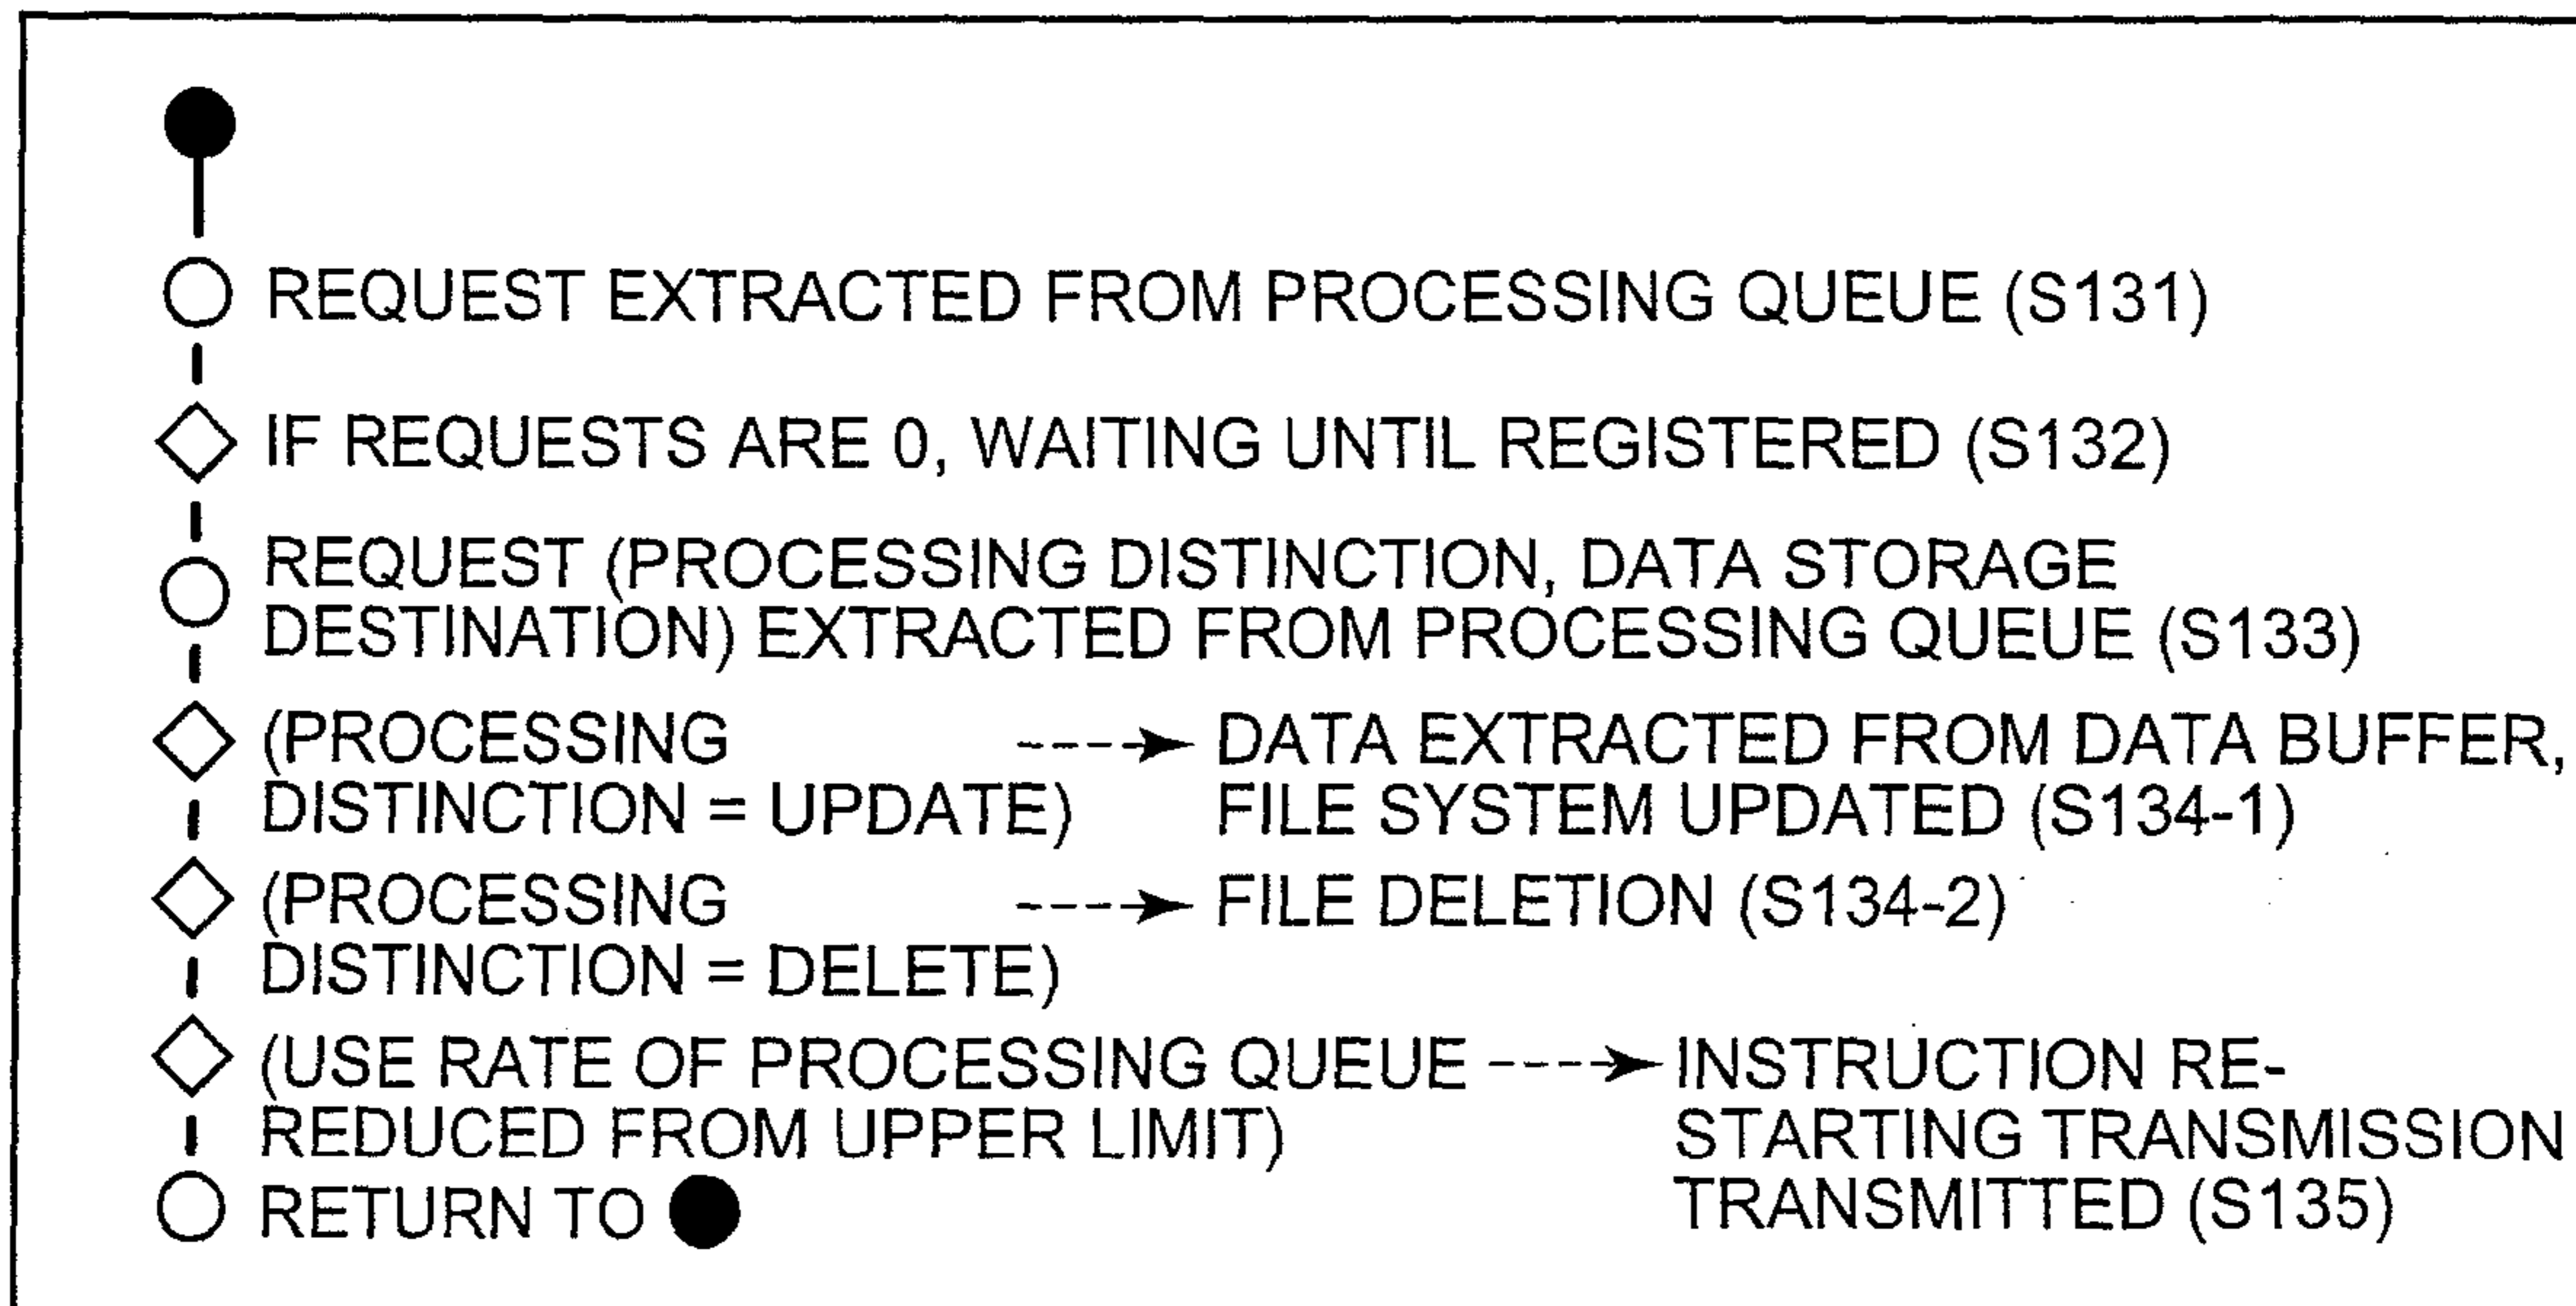 REQUEST EXTRACTED FROM PROCESSING QUEUE (S131)
IF REQUESTS ARE 0, WAITING UNTIL REGISTERED (S132)
REQUEST (PROCESSING DISTINCTION, DATA STORAGE
DESTINATION) EXTRACTED FROM PROCESSING QUEUE (S133)
(PROCESSING
DISTINCTION = UPDATE)
DATA EXTRACTED FROM DATA BUFFER,
FILE SYSTEM UPDATED (S134-1)
(PROCESSING
DISTINCTION = DELETE)
FILE DELETION (S134-2)
(USE RATE OF PROCESSING QUEUE
REDUCED FROM UPPER LIMIT)
INSTRUCTION RE-
STARTING TRANSMISSION
TRANSMITTED (S135)
RETURN TO